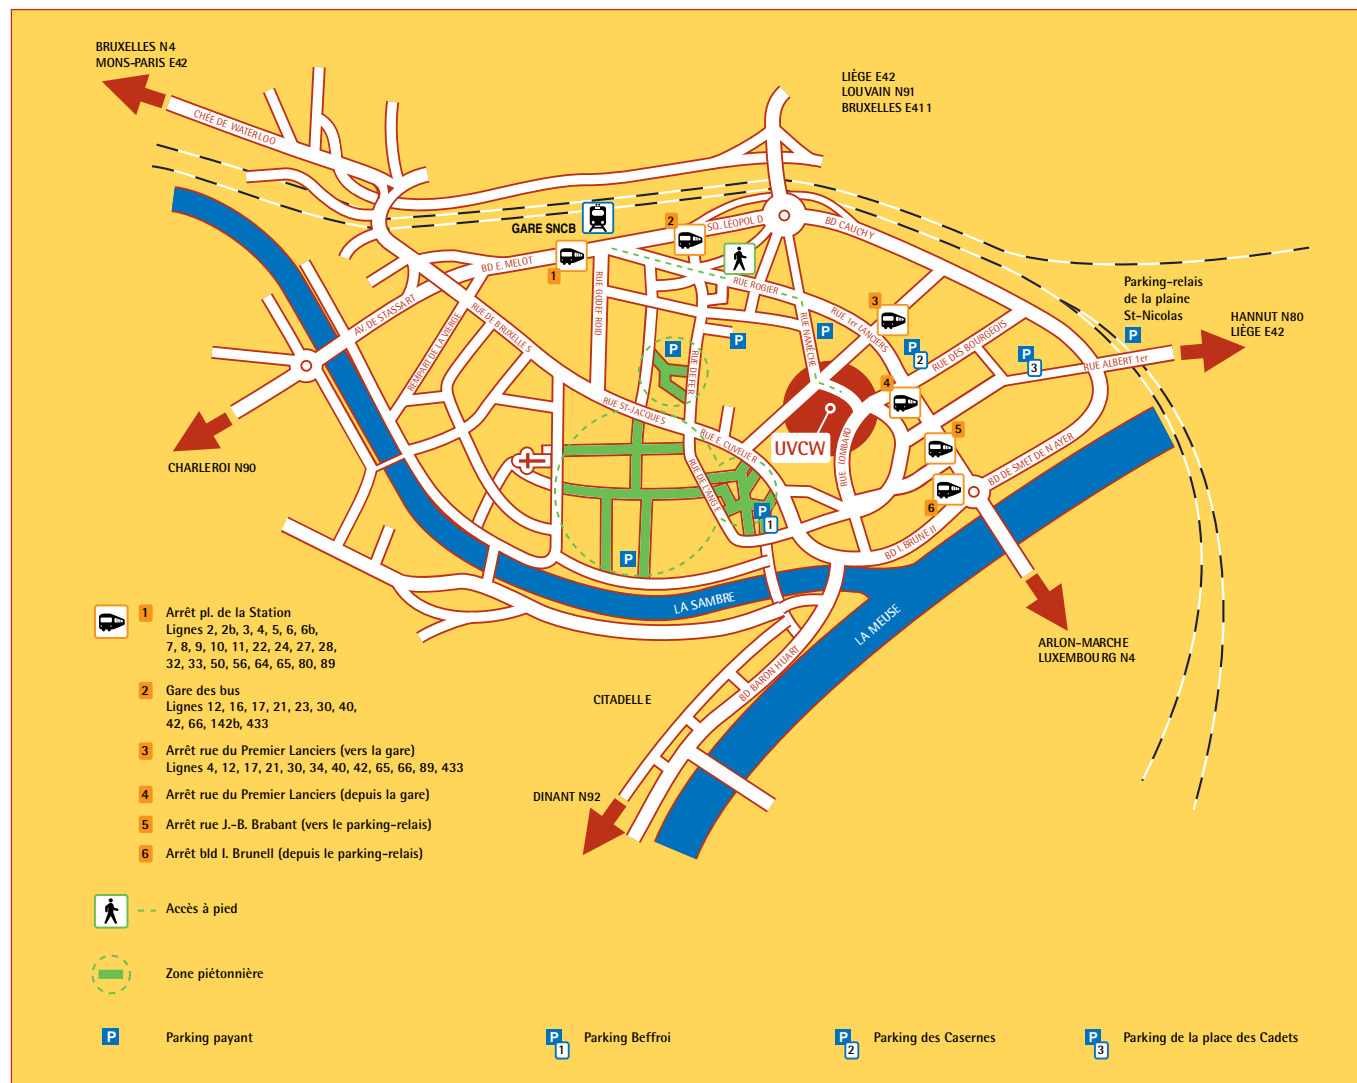 BRUXELLES N4
MONS-PARIS E42
LIÈGE E42
LOUVAIN N91
BRUXELLES E411
CHÉE DE WATERLOO
GARE SNCB
2
SQ. LÉOPOLD
BD CAUCHY
BD E. MELOT
1
RUE GODEFROID
RUE ROGIER
AV. DE STASSART
REMPART DE LA VIERGE
RUE DE BRUXELLES
RUE NAMÈCHE
RUE 1er LANCIERS
3
Parking-relais
de la plaine
St-Nicolas
P
HANNUT N80
LIÈGE E42
P
P
P
P
2
P
3
RUE DES BOURGEOIS
RUE ALBERT 1er
RUE DE FER
4
RUE ST-JACQUES
RUE E. CUVELIER
UVCW
RUE LOMBARD
5
BD DE SMET DE NAYER
CHARLEROI N90
RUE DE L'ANGE
P
1
6
BD I. BRUNELL
P
LA SAMBRE
LA MEUSE
ARLON-MARCHE
LUXEMBOURG N4
BD BARON HUART
CITADELLE
DINANT N92
1 Arrêt pl. de la Station
Lignes 2, 2b, 3, 4, 5, 6, 6b,
7, 8, 9, 10, 11, 22, 24, 27, 28,
32, 33, 50, 56, 64, 65, 80, 89
2 Gare des bus
Lignes 12, 16, 17, 21, 23, 30, 40,
42, 66, 142b, 433
3 Arrêt rue du Premier Lanciers (vers la gare)
Lignes 4, 12, 17, 21, 30, 34, 40, 42, 65, 66, 89, 433
4 Arrêt rue du Premier Lanciers (depuis la gare)
5 Arrêt rue J.-B. Brabant (vers le parking-relais)
6 Arrêt bld I. Brunell (depuis le parking-relais)
Accès à pied
Zone piétonnière
P Parking payant
P 1 Parking Beffroi
P 2 Parking des Casernes
P 3 Parking de la place des Cadets